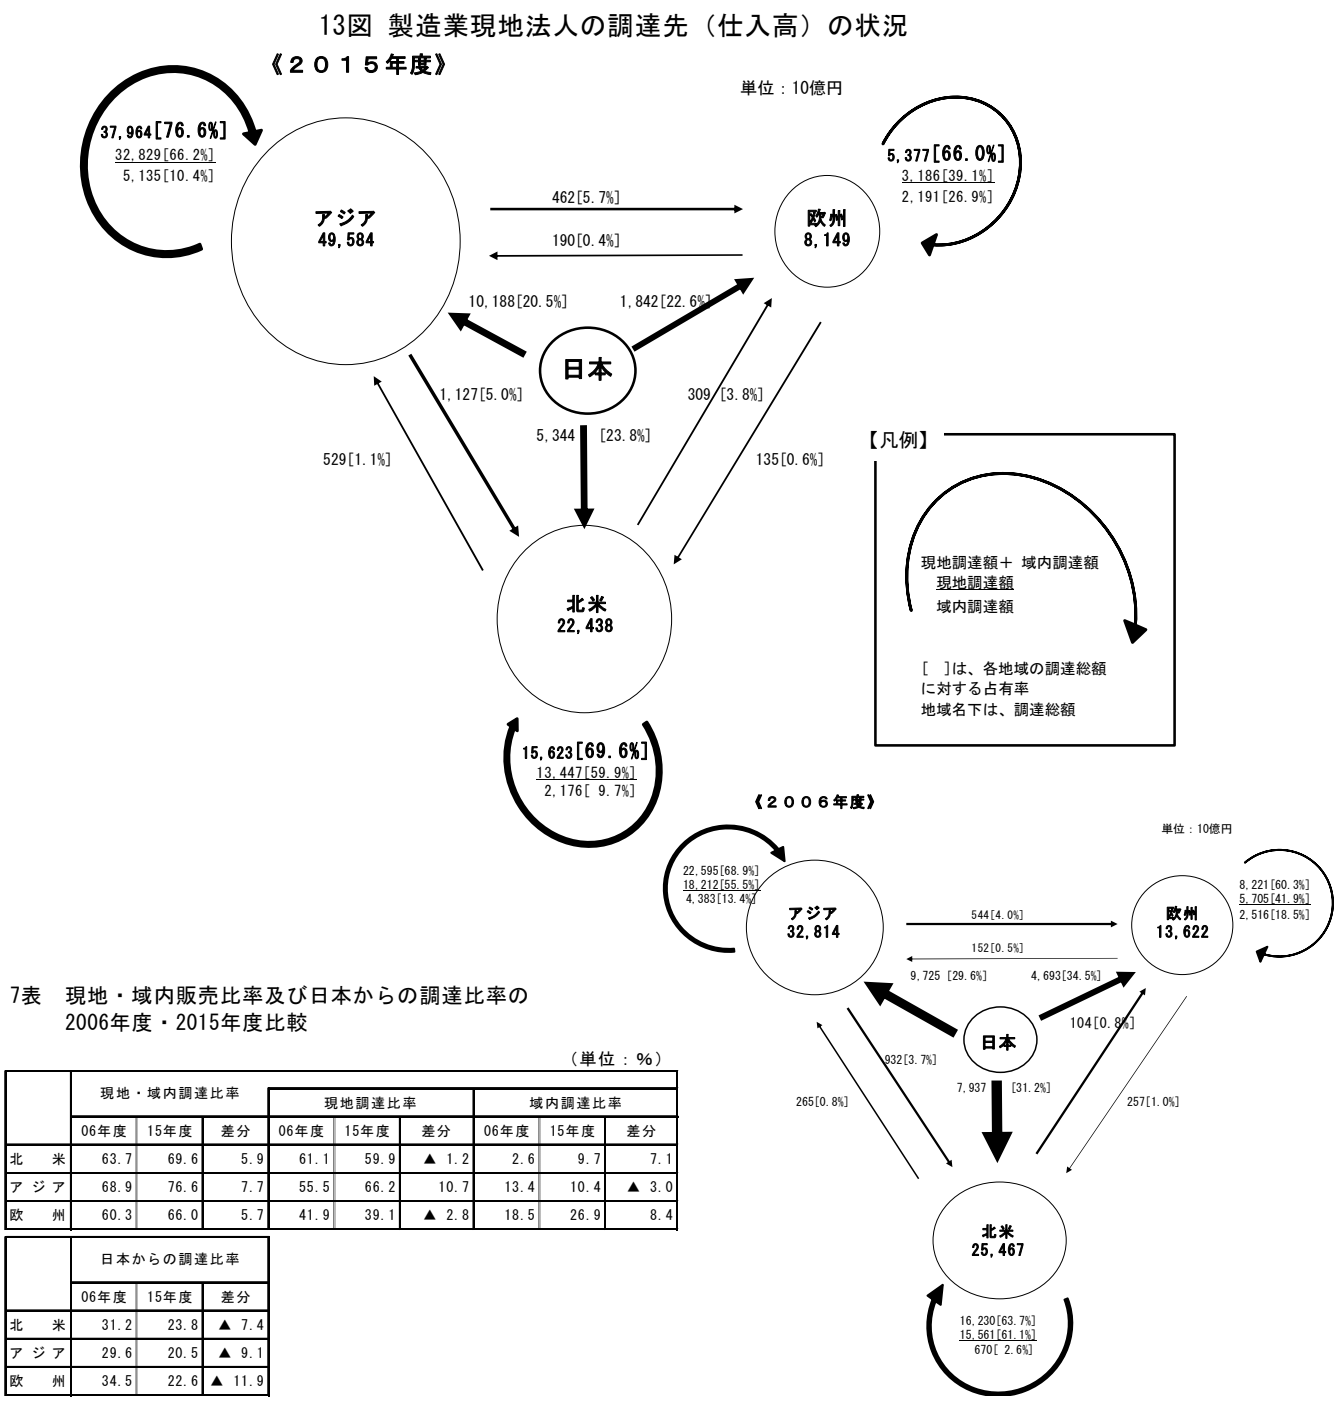 13図 製造業現地法人の調達先（仕入高）の状況
《２０１５年度》
単位：10億円
37,964[76.6%]
32,829[66.2%]
5,135[10.4%]
アジア
49,584
462[5.7%]
190[0.4%]
欧州
8,149
5,377[66.0%]
3,186[39.1%]
2,191[26.9%]
10,188[20.5%]
1,842[22.6%]
日本
1,127[5.0%]
309 [3.8%]
5,344 [23.8%]
529[1.1%]
135[0.6%]
北米
22,438
15,623[69.6%]
13,447[59.9%]
2,176[ 9.7%]
【凡例】
現地調達額＋ 域内調達額
現地調達額
域内調達額
[ ]は、各地域の調達総額
に対する占有率
地域名下は、調達総額
《２００６年度》
単位：10億円
22,595[68.9%]
18,212[55.5%]
4,383[13.4%]
アジア
32,814
544[4.0%]
152[0.5%]
欧州
13,622
8,221[60.3%]
5,705[41.9%]
2,516[18.5%]
9,725 [29.6%]
4,693[34.5%]
日本
104[0.8%]
932[3.7%]
7,937 [31.2%]
265[0.8%]
257[1.0%]
北米
25,467
16,230[63.7%]
15,561[61.1%]
670[ 2.6%]
7表 現地・域内販売比率及び日本からの調達比率の
2006年度・2015年度比較
（単位：%）
現地・域内調達比率
現地調達比率 域内調達比率
06年度 15年度 差分 06年度 15年度 差分 06年度 15年度 差分
北 米 63.7 69.6 5.9 61.1 59.9 ▲ 1.2 2.6 9.7 7.1
アジア 68.9 76.6 7.7 55.5 66.2 10.7 13.4 10.4 ▲ 3.0
欧 州 60.3 66.0 5.7 41.9 39.1 ▲ 2.8 18.5 26.9 8.4
日本からの調達比率
06年度 15年度 差分
北 米 31.2 23.8 ▲ 7.4
アジア 29.6 20.5 ▲ 9.1
欧 州 34.5 22.6 ▲ 11.9